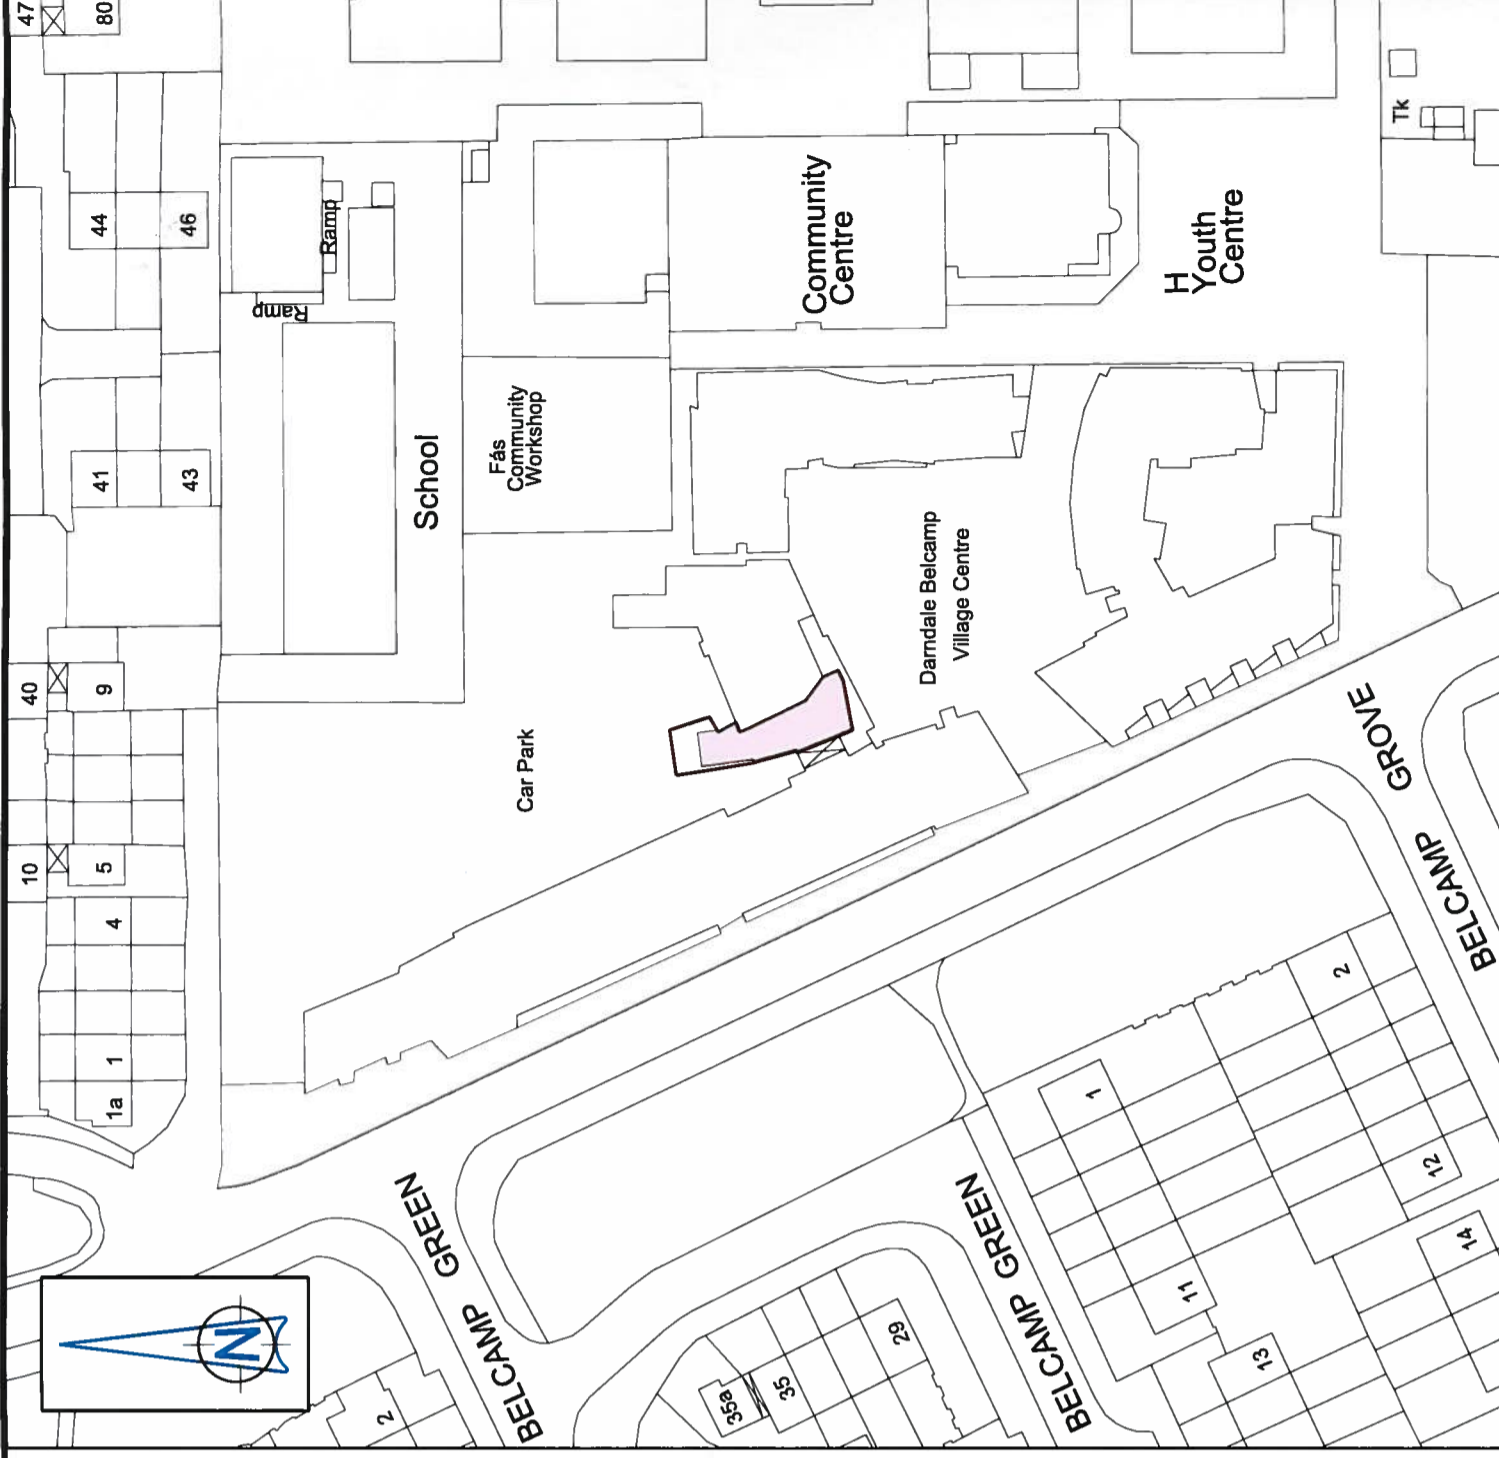 47
80
44
46
Ramp
Ramp
41
43
School
Fás
Community
Workshop
Community
Centre
H
Youth
Centre
Tk
40
9
10
5
4
1
1a
Car Park
Darndale Belcamp
Village Centre
BELCAMP GROVE
BELCAMP GREEN
BELCAMP GREEN
N
2
35a
35
29
1
2
11
12
13
14